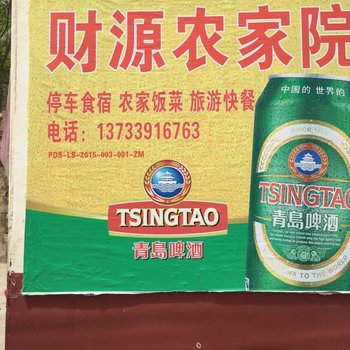 财源农家院
停车食宿 农家饭菜 旅游快餐
电话：13733916763
PDS-LS-2015-003-001-ZM
TSINGTAO
青島啤酒
中国的 世界的
TSINGTAO
青島啤酒